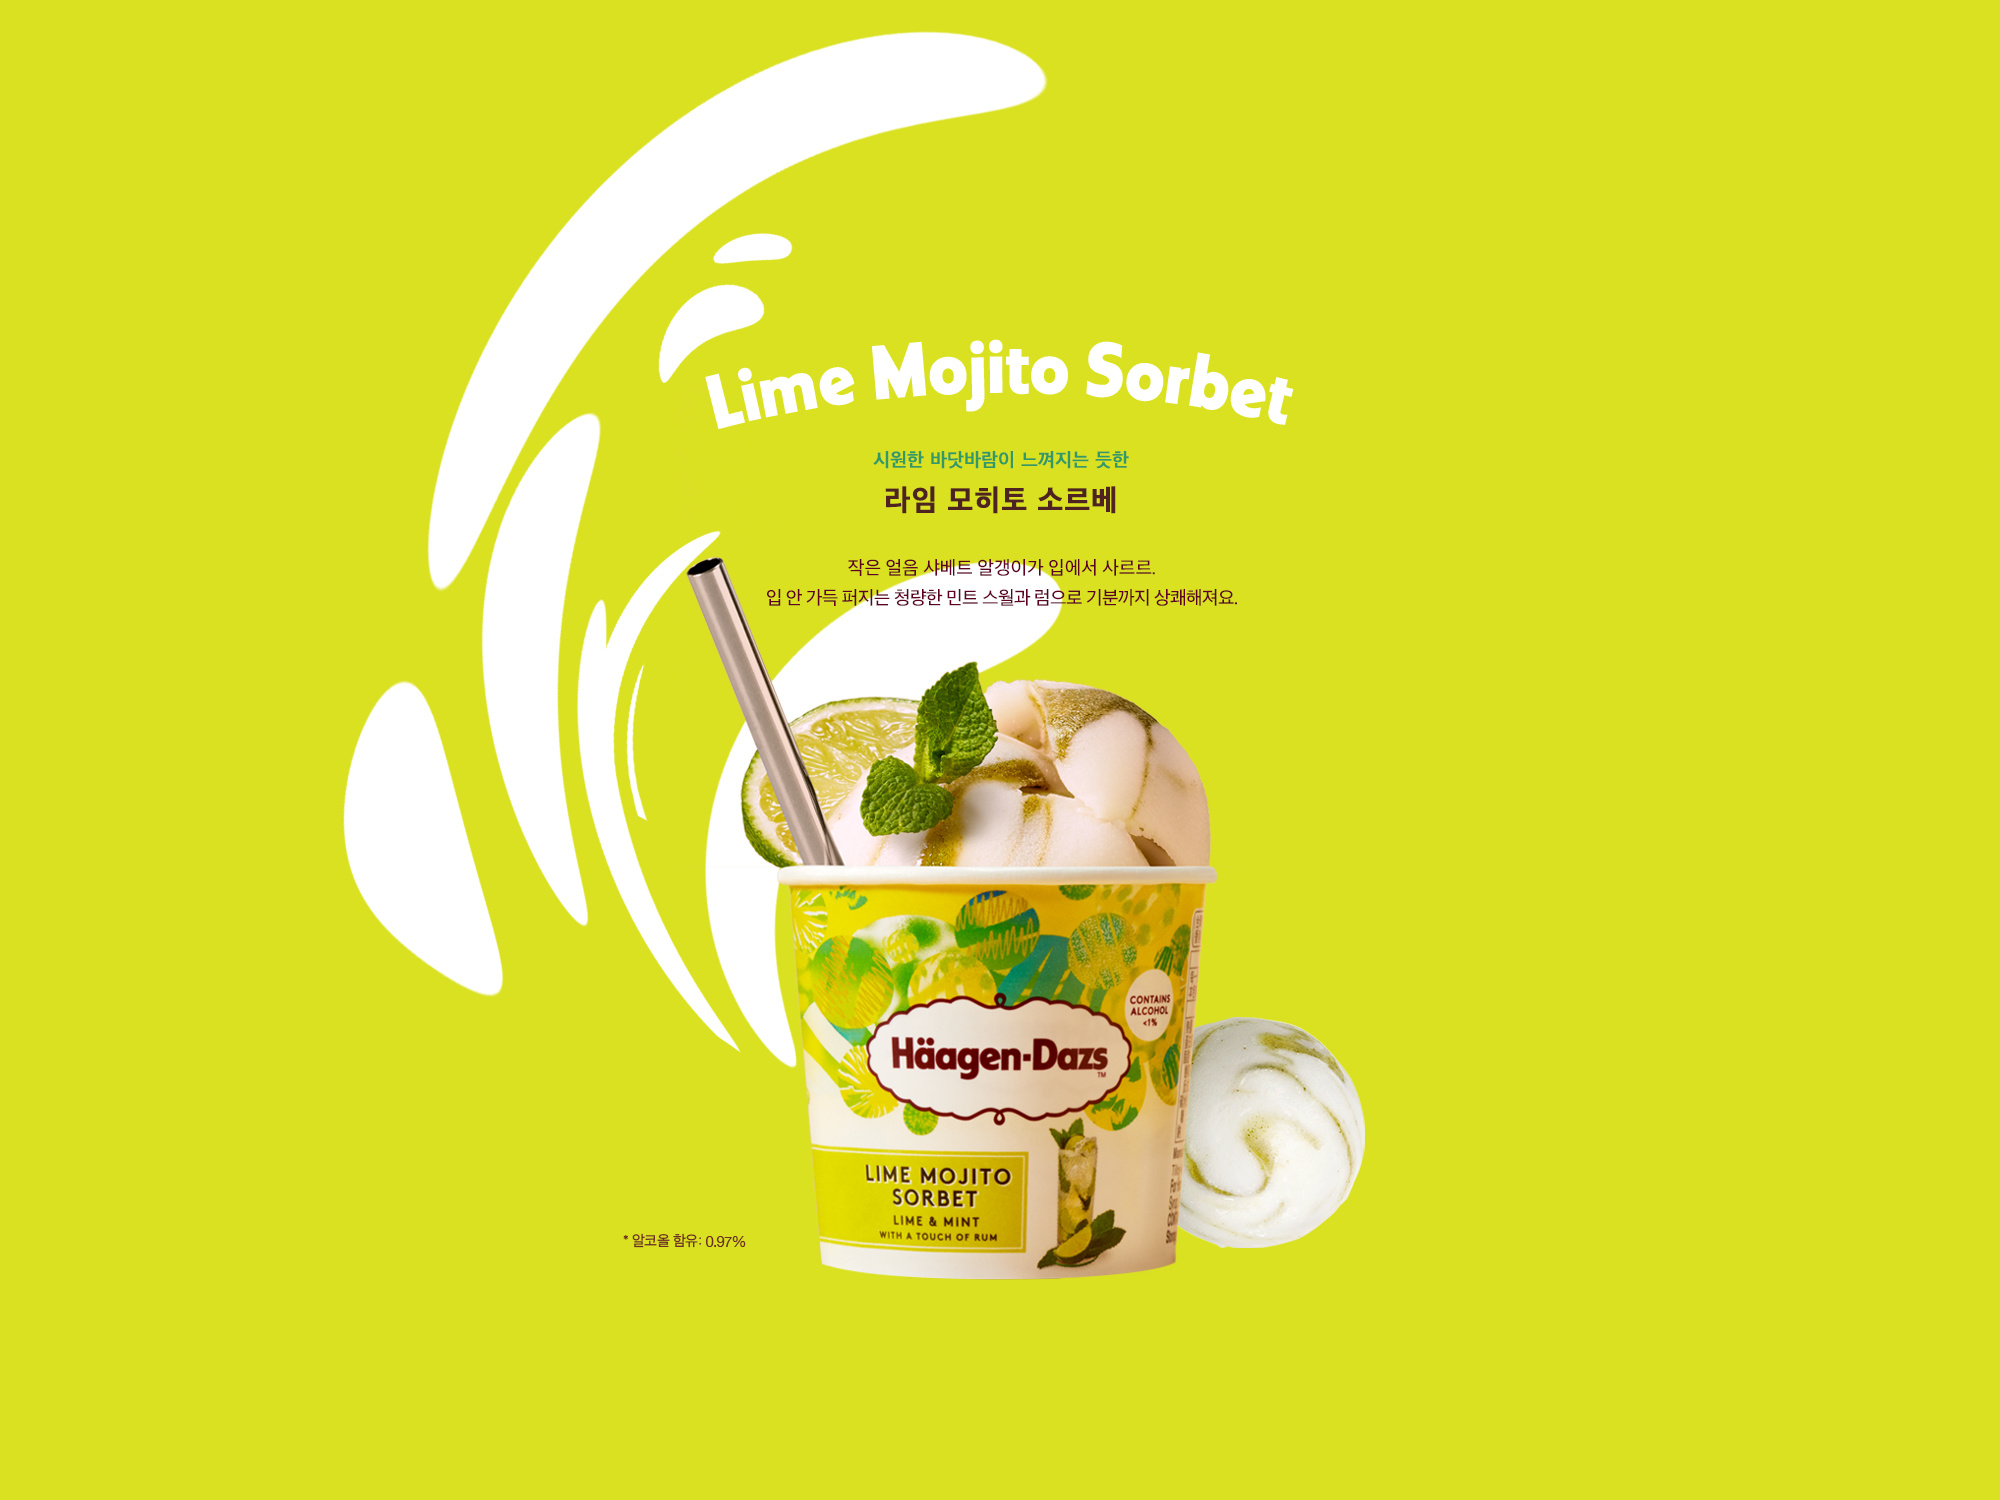 Lime Mojito Sorbet
시원한 바닷바람이 느껴지는 듯한
라임 모히토 소르베
작은 얼음 샤베트 알갱이가 입에서 사르르.
입 안 가득 퍼지는 청량한 민트 스월과 럼으로 기분까지 상쾌해져요.
CONTAINS
ALCOHOL
<1%
Häagen-Dazs
TM
LIME MOJITO
SORBET
LIME & MINT
WITH A TOUCH OF RUM
* 알코올 함유: 0.97%